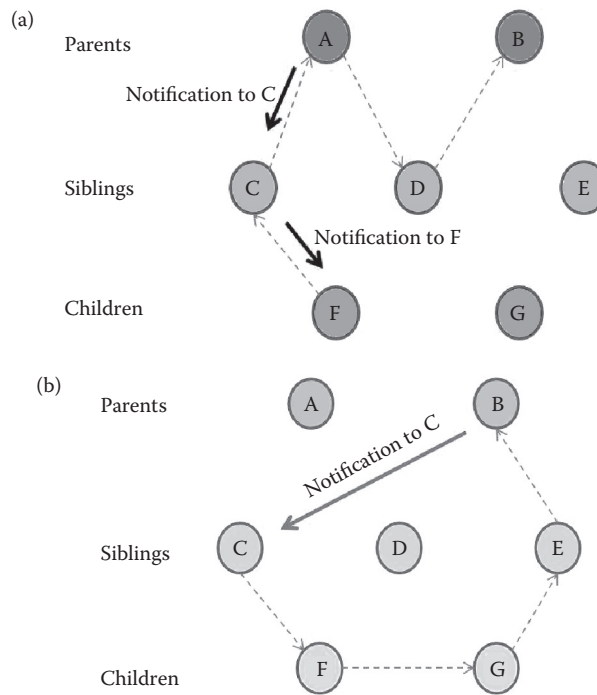 (a)
Parents
A
B
Notification to C
Siblings
C
D
E
Notification to F
Children
F
G
(b)
Parents
A
B
Notification to C
Siblings
C
D
E
Children
F
G